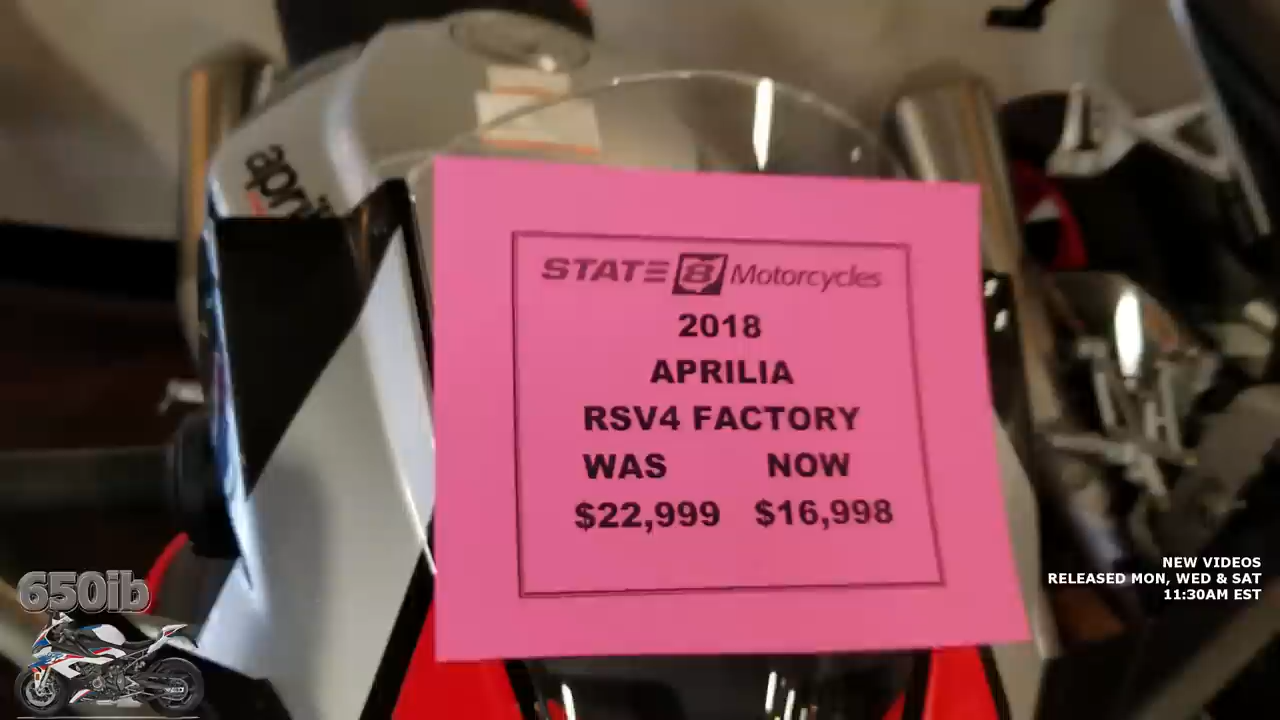 apri
STATE 8 Motorcycles
2018
APRILIA
RSV4 FACTORY
WAS NOW
$22,999 $16,998
NEW VIDEOS
RELEASED MON, WED & SAT
11:30AM EST
650ib